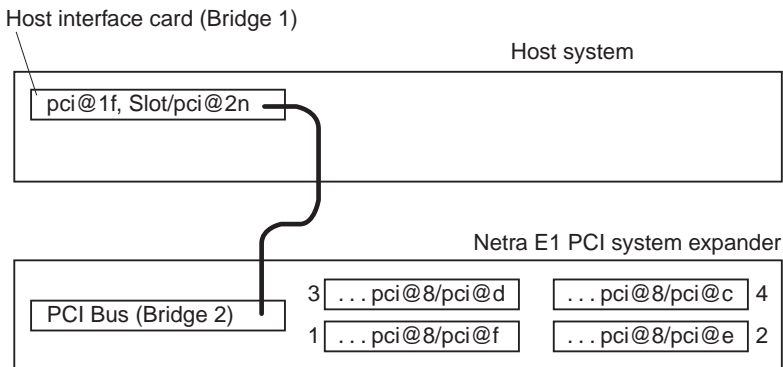 Host interface card (Bridge 1)
Host system
pci@1f, Slot/pci@2n
Netra E1 PCI system expander
PCI Bus (Bridge 2)
3 . . . pci@8/pci@d
. . . pci@8/pci@c 4
1 . . . pci@8/pci@f
. . . pci@8/pci@e 2